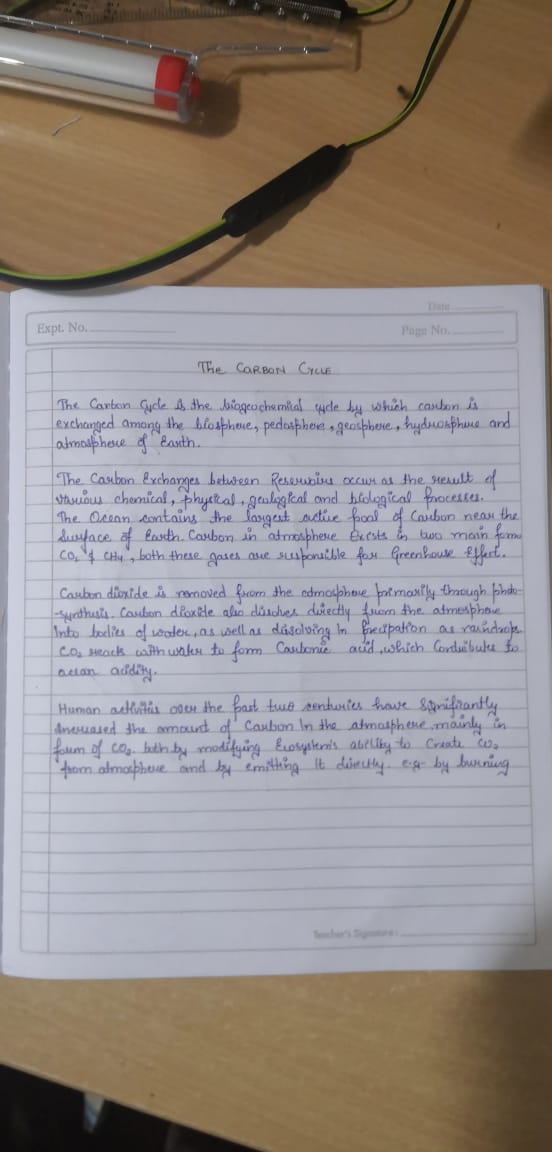 Date
Expt. No.
Page No.
The CARBON CYCLE
The Carbon Cycle is the biogeochemical cycle by which carbon is
exchanged among the biosphere, pedosphere, geosphere, hydrosphere and
atmosphere of Earth.
The Carbon Exchanges between Reservoirs occur as the result of
various chemical, physical, geological and biological processes.
The Ocean contains the largest active pool of Carbon near the
Surface of Earth. Carbon in atmosphere Exists in two main forms
CO2 & CH4, both these gases are responsible for Greenhouse Effect.
Carbon dioxide is removed from the atmosphere primarily through photo-
-synthesis. Carbon dioxide also dissolves directly from the atmosphere
Into bodies of water, as well as dissolving In Precipation as raindrops
CO2 reacts with water to form Carbonic acid, which Contributes to
ocean acidity.
Human activities over the past two centuries have Significantly
increased the amount of Carbon In the atmosphere, mainly in
form of CO2. both by modifying Ecosystem's ability to Create CO2
from atmosphere and by emitting It directly. e.g- by burning
Teacher's Signature :